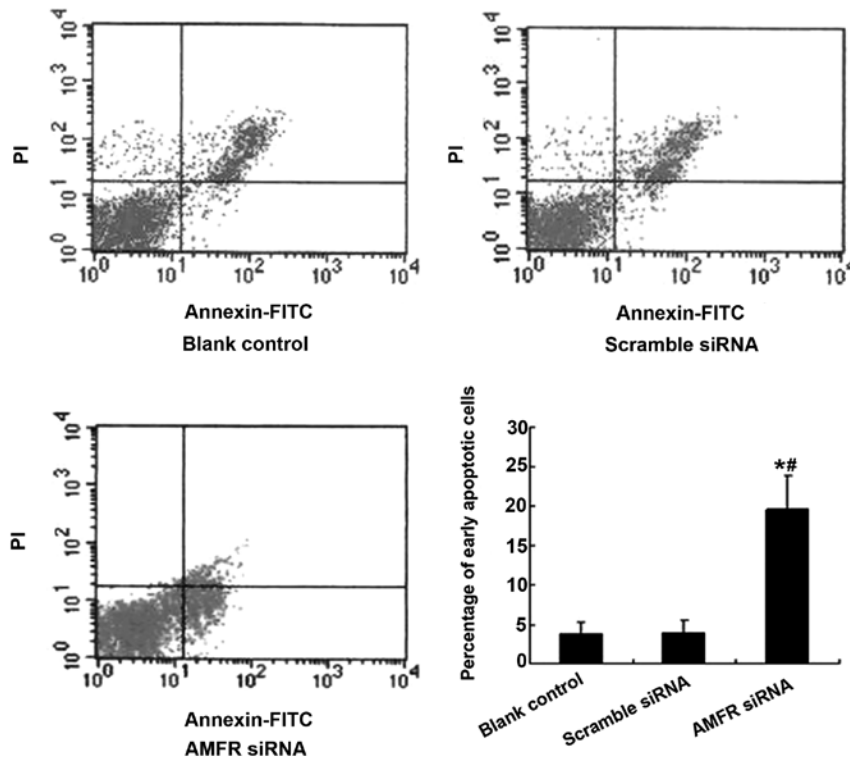 10^4
10^3
10^2
10^1
10^0
PI
10^0 10^1 10^2 10^3 10^4
Annexin-FITC
Blank control
10^4
10^3
10^2
10^1
10^0
PI
10^0 10^1 10^2 10^3 10^4
Annexin-FITC
Scramble siRNA
10^4
10^3
10^2
10^1
10^0
PI
10^0 10^1 10^2 10^3 10^4
Annexin-FITC
AMFR siRNA
Percentage of early apoptotic cells
30
25
20
15
10
5
0
*#
Blank control
Scramble siRNA
AMFR siRNA